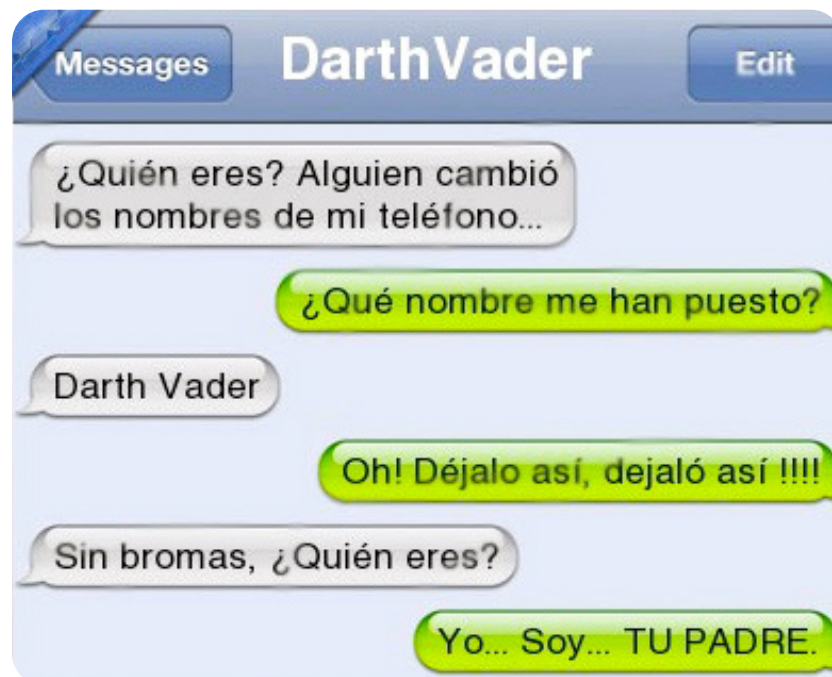 Messages DarthVader Edit
¿Quién eres? Alguien cambió
los nombres de mi teléfono...
¿Qué nombre me han puesto?
Darth Vader
Oh! Déjalo así, dejaló así !!!!
Sin bromas, ¿Quién eres?
Yo... Soy... TU PADRE.